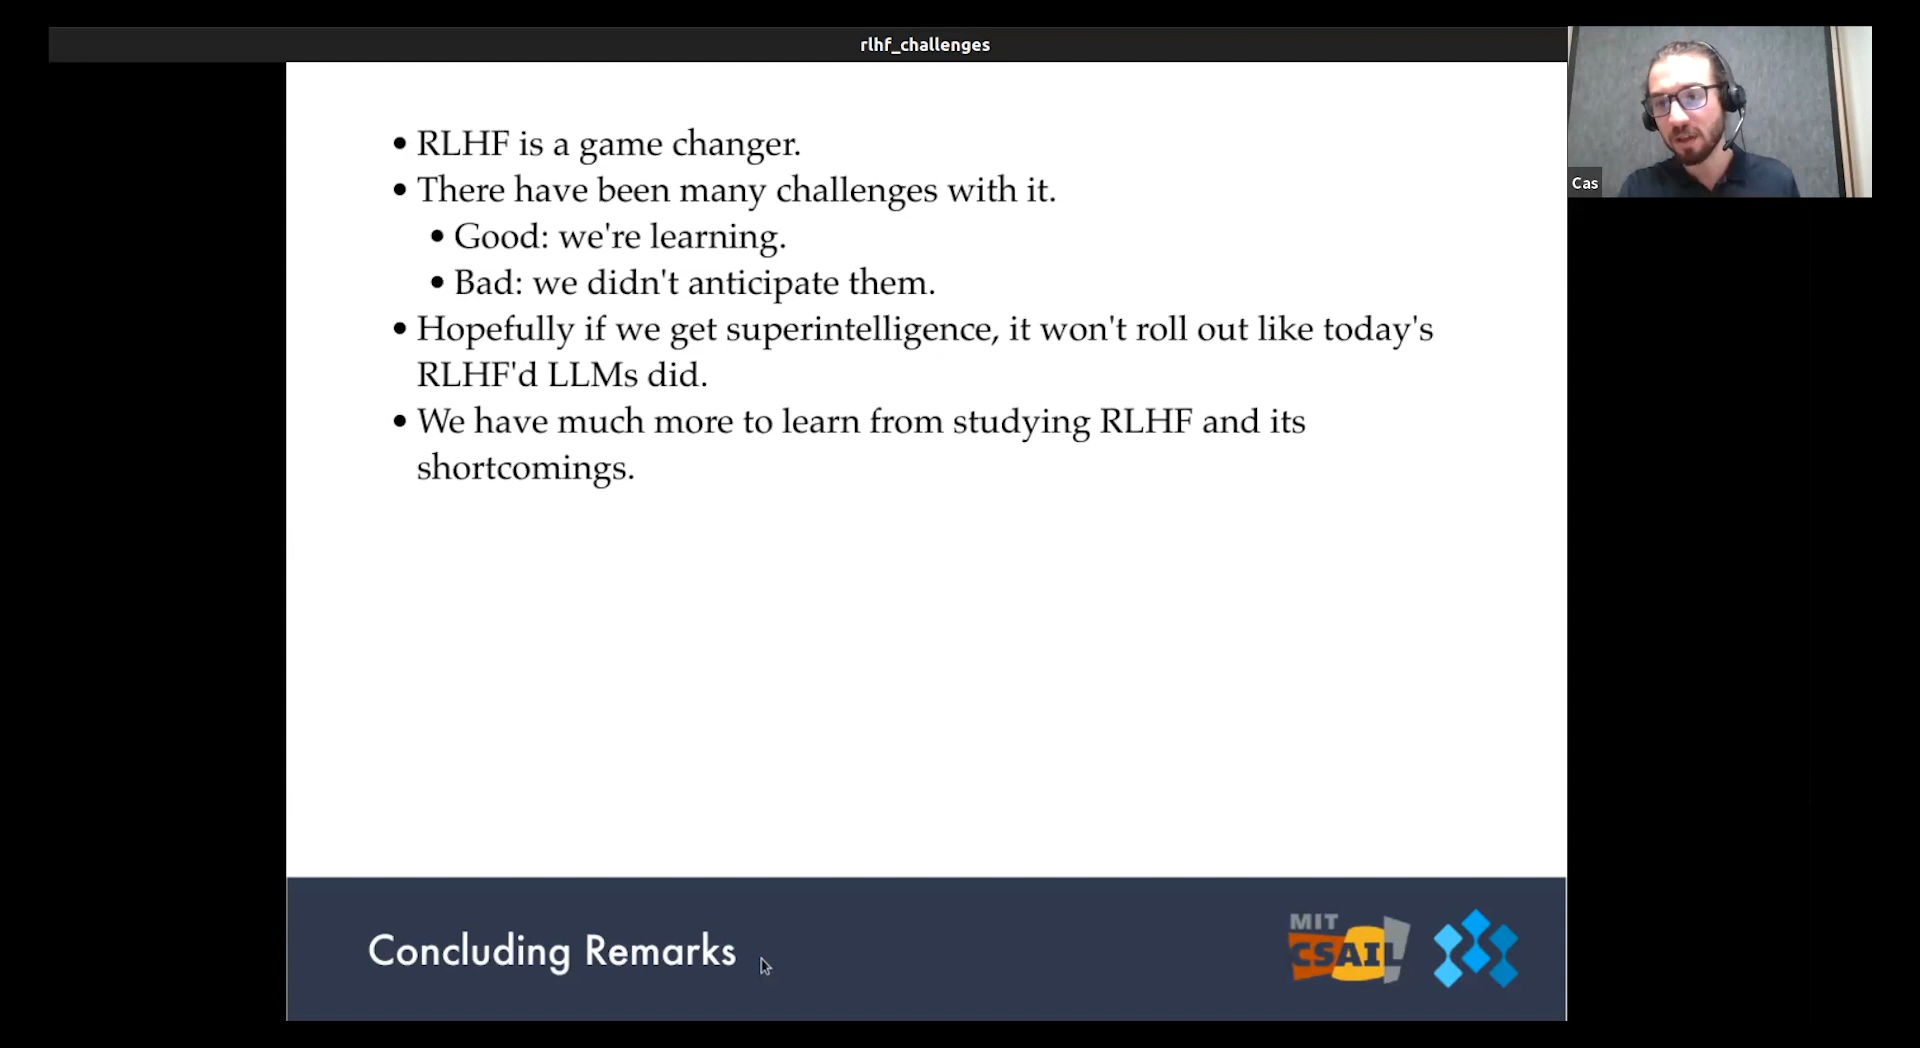 rlhf_challenges
• RLHF is a game changer.
• There have been many challenges with it.
• Good: we're learning.
• Bad: we didn't anticipate them.
• Hopefully if we get superintelligence, it won't roll out like today's
RLHF'd LLMs did.
• We have much more to learn from studying RLHF and its
shortcomings.
Cas
Concluding Remarks
MIT
CSAIL